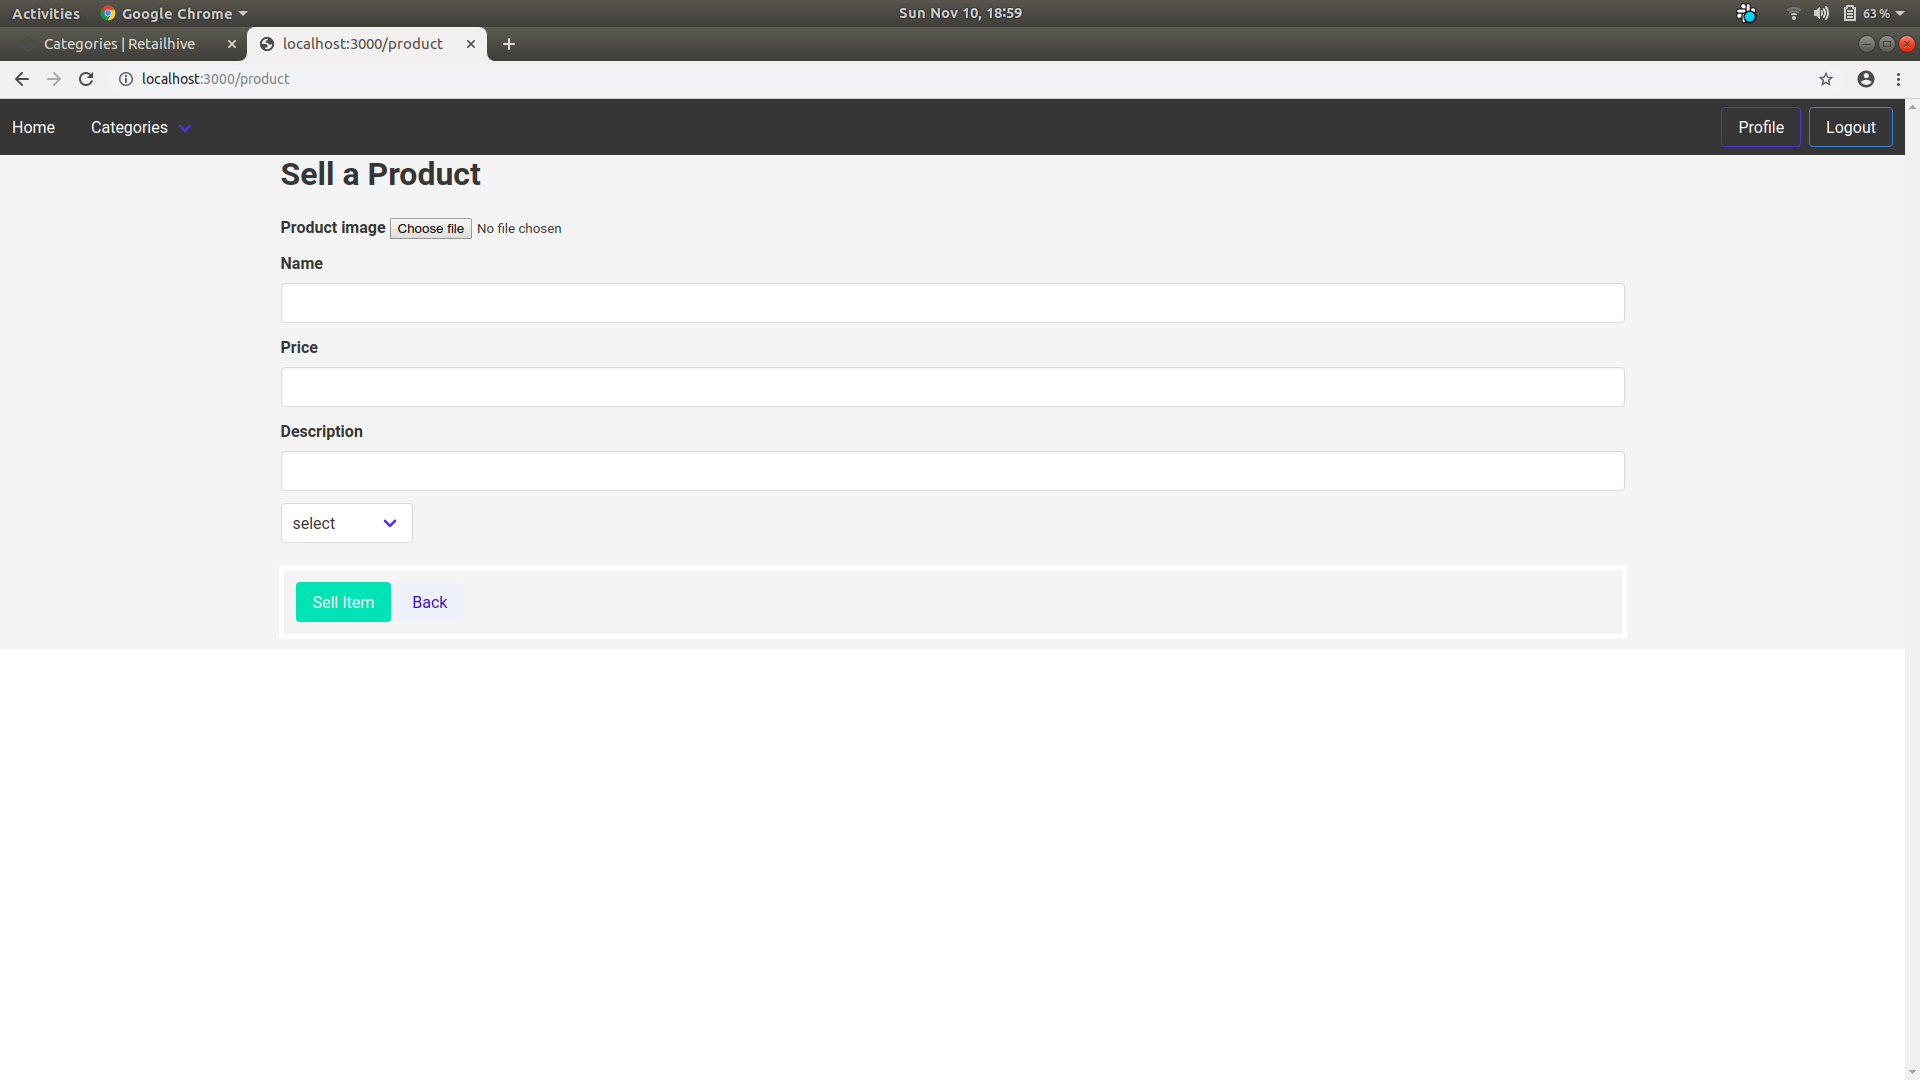 Activities Google Chrome Sun Nov 10, 18:59 63 %
Categories | Retailhive localhost:3000/product
localhost:3000/product
Home Categories Profile Logout
Sell a Product
Product image Choose file No file chosen
Name
Price
Description
select
Sell Item Back